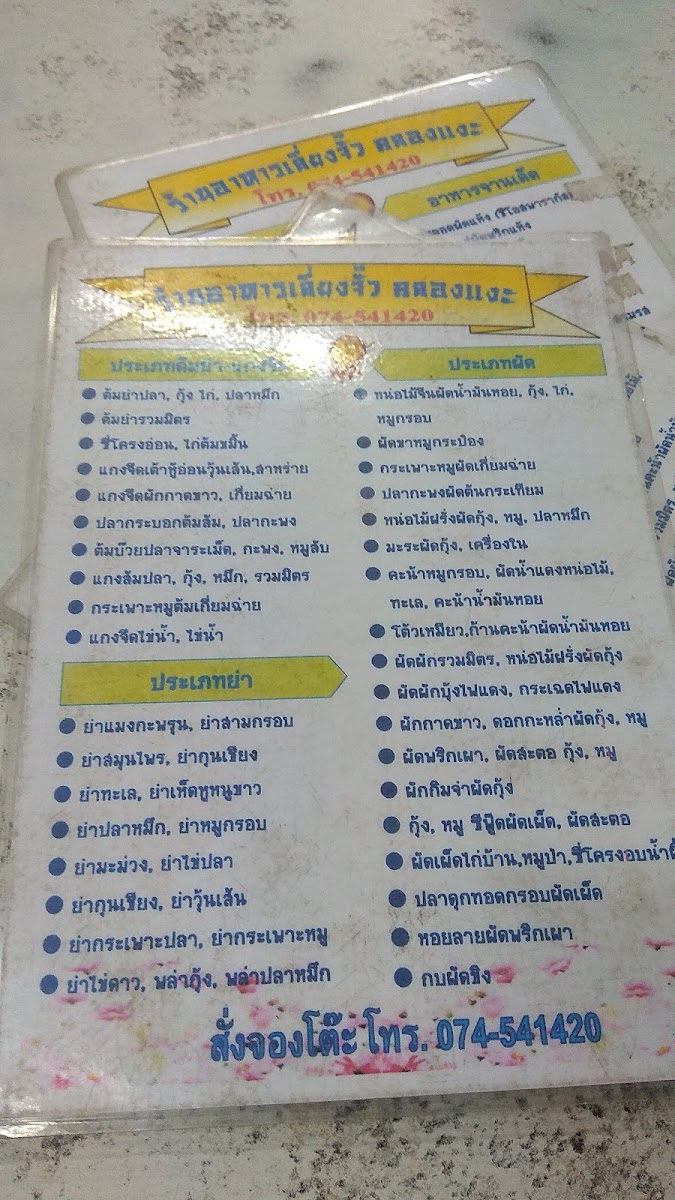 ร้านอาหารเลี่ยงจิ้ว คลองแงะ
โทร. 074-541420
อาหารจานเด็ด
ร้านอาหารเลี่ยงจิ้ว คลองแงะ
โทร. 074-541420
ประเภทต้มยำ แกงจืด
● ต้มยำปลา, กุ้ง ไก่, ปลาหมึก
● ต้มยำรวมมิตร
● ซี่โครงอ่อน, ไก่ต้มขมิ้น
● แกงจืดเต้าหู้อ่อนวุ้นเส้น,สาหร่าย
● แกงจืดผักกาดขาว, เกี่ยมฉ่าย
● ปลากระบอกต้มส้ม, ปลากะพง
● ต้มบ๊วยปลาจาระเม็ด, กะพง, หมูสับ
● แกงส้มปลา, กุ้ง, หมึก, รวมมิตร
● กระเพาะหมูต้มเกี่ยมฉ่าย
● แกงจืดไข่น้ำ, ไข่น้ำ
ประเภทยำ
● ยำแมงกะพรุน, ยำสามกรอบ
● ยำสมุนไพร, ยำกุนเชียง
● ยำทะเล, ยำเห็ดหูหนูขาว
● ยำปลาหมึก, ยำหมูกรอบ
● ยำมะม่วง, ยำไข่ปลา
● ยำกุนเชียง, ยำวุ้นเส้น
● ยำกระเพาะปลา, ยำกระเพาะหมู
● ยำไข่ดาว, พล่ากุ้ง, พล่าปลาหมึก
ประเภทผัด
● หน่อไม้จีนผัดน้ำมันหอย, กุ้ง, ไก่,
หมูกรอบ
● ผัดขาหมูกระป๋อง
● กระเพาะหมูผัดเกี่ยมฉ่าย
● ปลากะพงผัดต้นกระเทียม
● หน่อไม้ฝรั่งผัดกุ้ง, หมู, ปลาหมึก
● มะระผัดกุ้ง, เครื่องใน
● คะน้าหมูกรอบ, ผัดน้ำแดงหน่อไม้,
ทะเล, คะน้าน้ำมันหอย
● โต้วเหมี่ยว,ก้านคะน้าผัดน้ำมันหอย
● ผัดผักรวมมิตร, หน่อไม้ฝรั่งผัดกุ้ง
● ผัดผักบุ้งไฟแดง, กระเฉดไฟแดง
● ผักกาดขาว, ดอกกะหล่ำผัดกุ้ง, หมู
● ผัดพริกเผา, ผัดสะตอ กุ้ง, หมู
● ผักกิมจำผัดกุ้ง
● กุ้ง, หมู ซีฟู๊ดผัดเผ็ด, ผัดสะตอ
● ผัดเผ็ดไก่บ้าน,หมูป่า,ซี่โครงอบน้ำผึ้ง
● ปลาดุกทอดกรอบผัดเผ็ด
● หอยลายผัดพริกเผา
● กบผัดขิง
สั่งจองโต๊ะ โทร. 074-541420